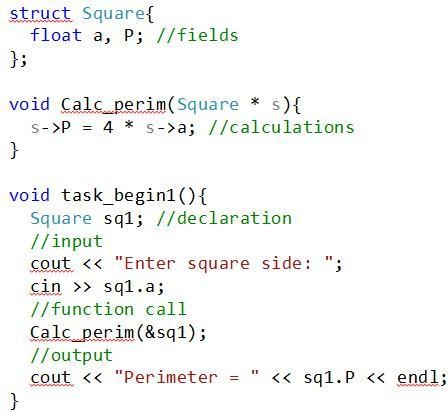 struct Square{
float a, P; //fields
};
void Calc_perim(Square * s){
s->P = 4 * s->a; //calculations
}
void task_begin1(){
Square sq1; //declaration
//input
cout << "Enter square side: ";
cin >> sq1.a;
//function call
Calc_perim(&sq1);
//output
cout << "Perimeter = " << sq1.P << endl;
}